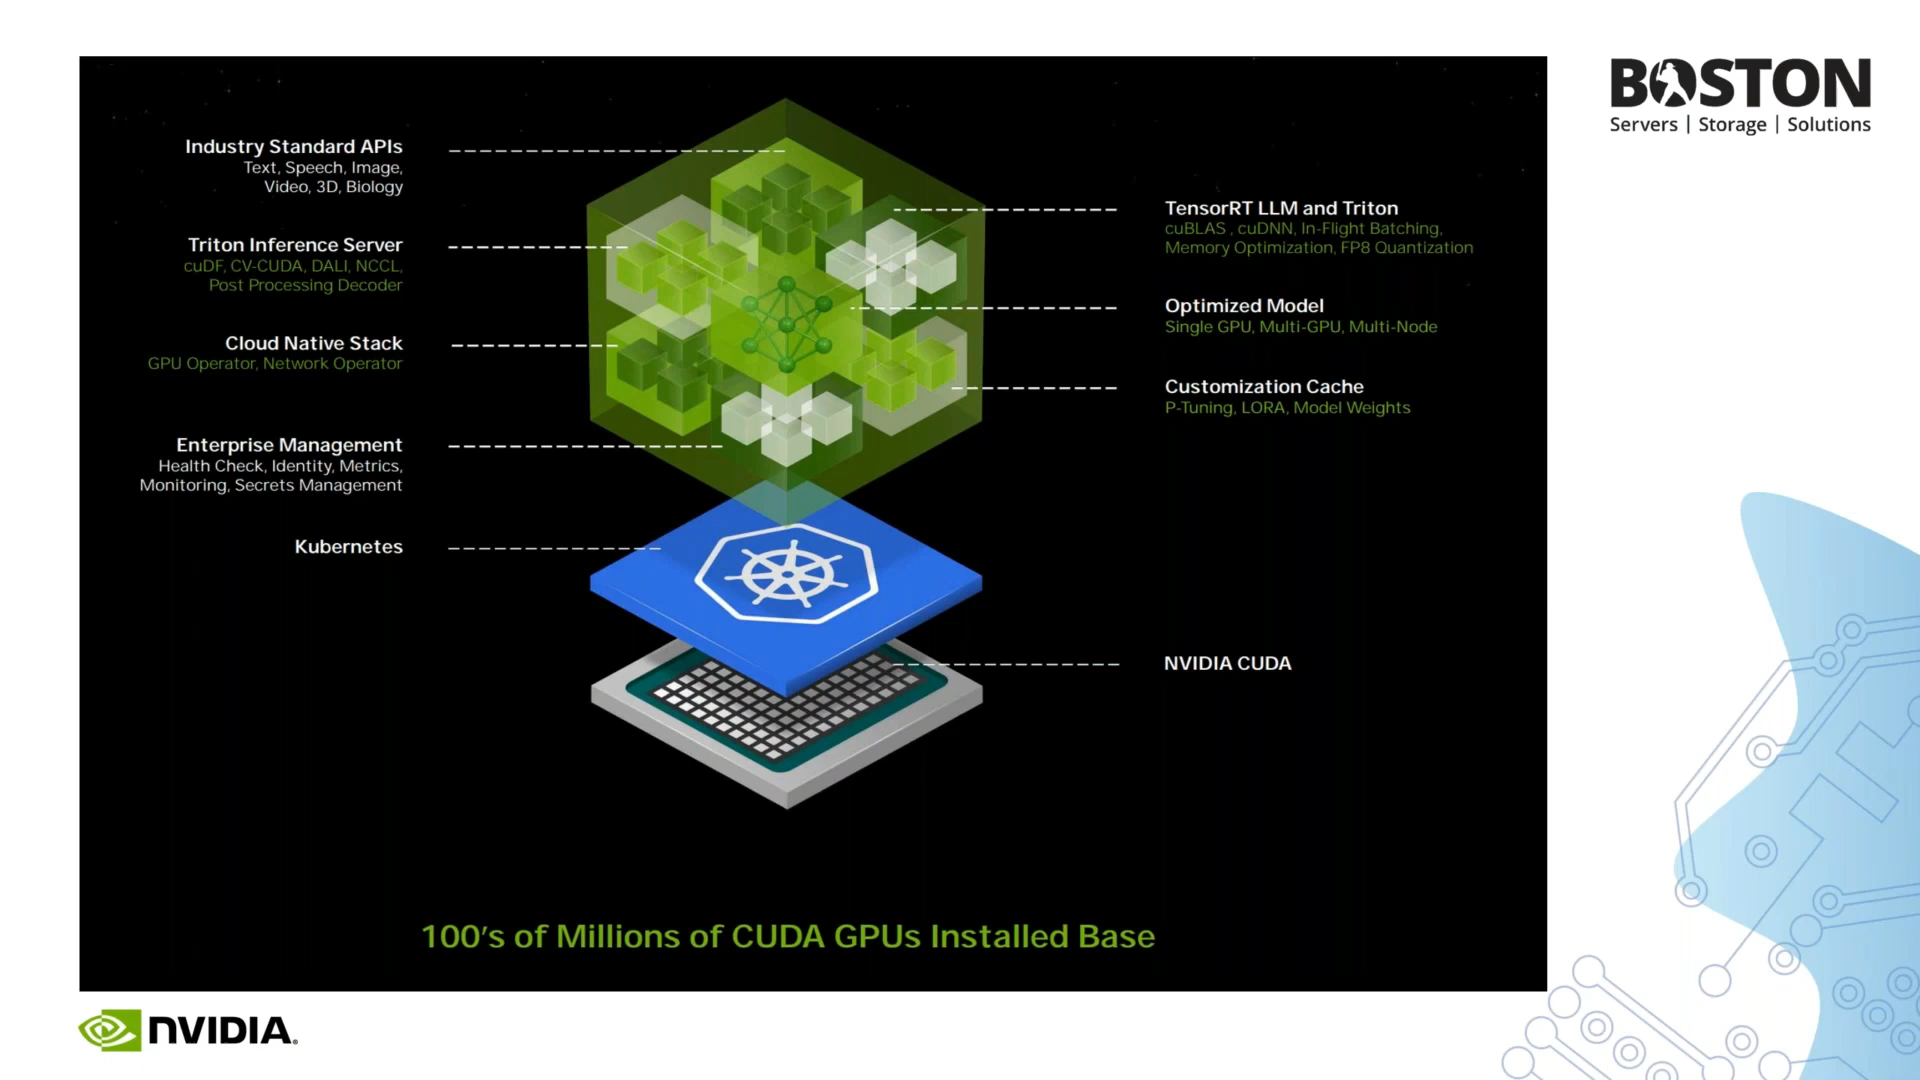 BOSTON
Servers | Storage | Solutions
Industry Standard APIs
Text, Speech, Image,
Video, 3D, Biology
Triton Inference Server
cuDF, CV-CUDA, DALI, NCCL,
Post Processing Decoder
Cloud Native Stack
GPU Operator, Network Operator
Enterprise Management
Health Check, Identity, Metrics,
Monitoring, Secrets Management
Kubernetes
TensorRT LLM and Triton
cuBLAS , cuDNN, In-Flight Batching,
Memory Optimization, FP8 Quantization
Optimized Model
Single GPU, Multi-GPU, Multi-Node
Customization Cache
P-Tuning, LORA, Model Weights
NVIDIA CUDA
100's of Millions of CUDA GPUs Installed Base
NVIDIA.